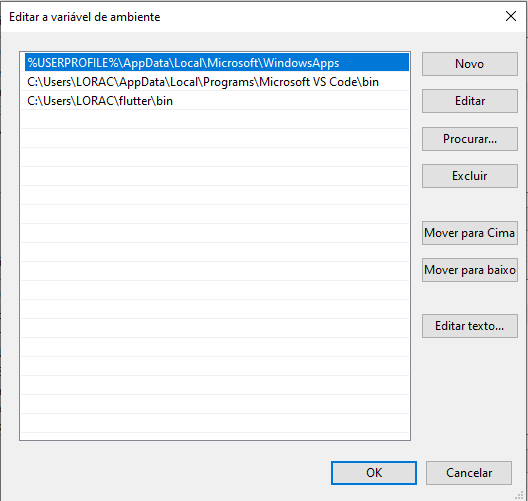 Editar a variável de ambiente
%USERPROFILE%\AppData\Local\Microsoft\WindowsApps
C:\Users\LORAC\AppData\Local\Programs\Microsoft VS Code\bin
C:\Users\LORAC\flutter\bin
Novo
Editar
Procurar...
Excluir
Mover para Cima
Mover para baixo
Editar texto...
OK
Cancelar